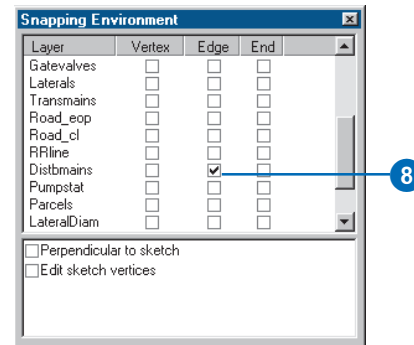 Snapping Environment
Layer Vertex Edge End
Gatevalves
Laterals
Transmains
Road_eop
Road_cl
RRline
Distbmains
8
Pumpstat
Parcels
LateralDiam
Perpendicular to sketch
Edit sketch vertices